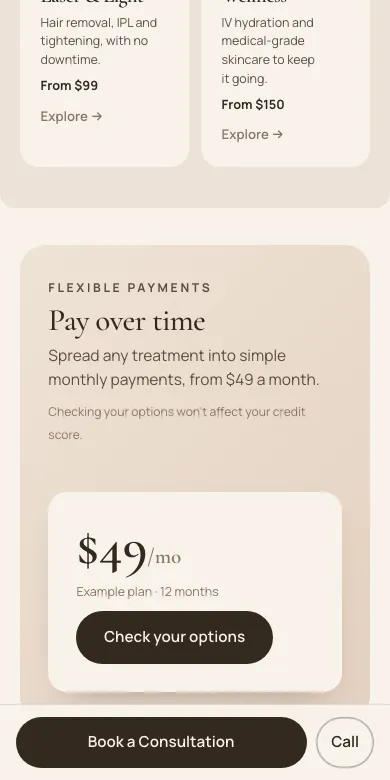 Laser & Light
Hair removal, IPL and
tightening, with no
downtime.
From $99
Explore →
Wellness
IV hydration and
medical-grade
skincare to keep
it going.
From $150
Explore →
FLEXIBLE PAYMENTS
Pay over time
Spread any treatment into simple
monthly payments, from $49 a month.
Checking your options won't affect your credit
score.
$49/mo
Example plan · 12 months
Check your options
Book a Consultation
Call